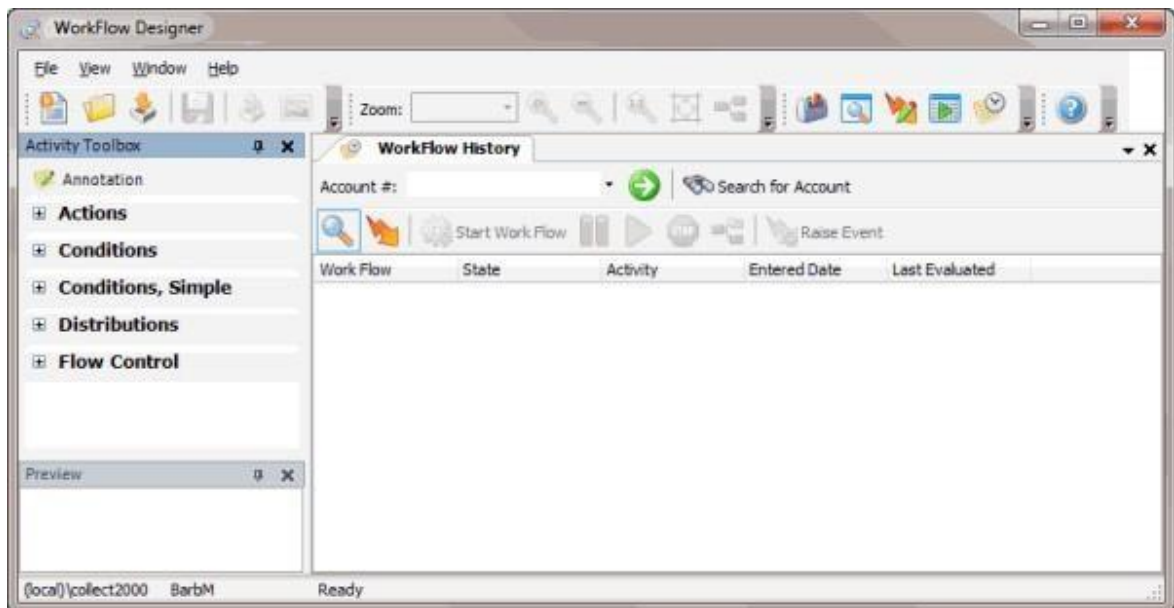 WorkFlow Designer
File View Window Help
Zoom:
Activity Toolbox
WorkFlow History
Annotation
Account #:
Search for Account
Actions
Start Work Flow
Raise Event
Conditions
Work Flow State Activity Entered Date Last Evaluated
Conditions, Simple
Distributions
Flow Control
Preview
(local)\collect2000 BarbM Ready